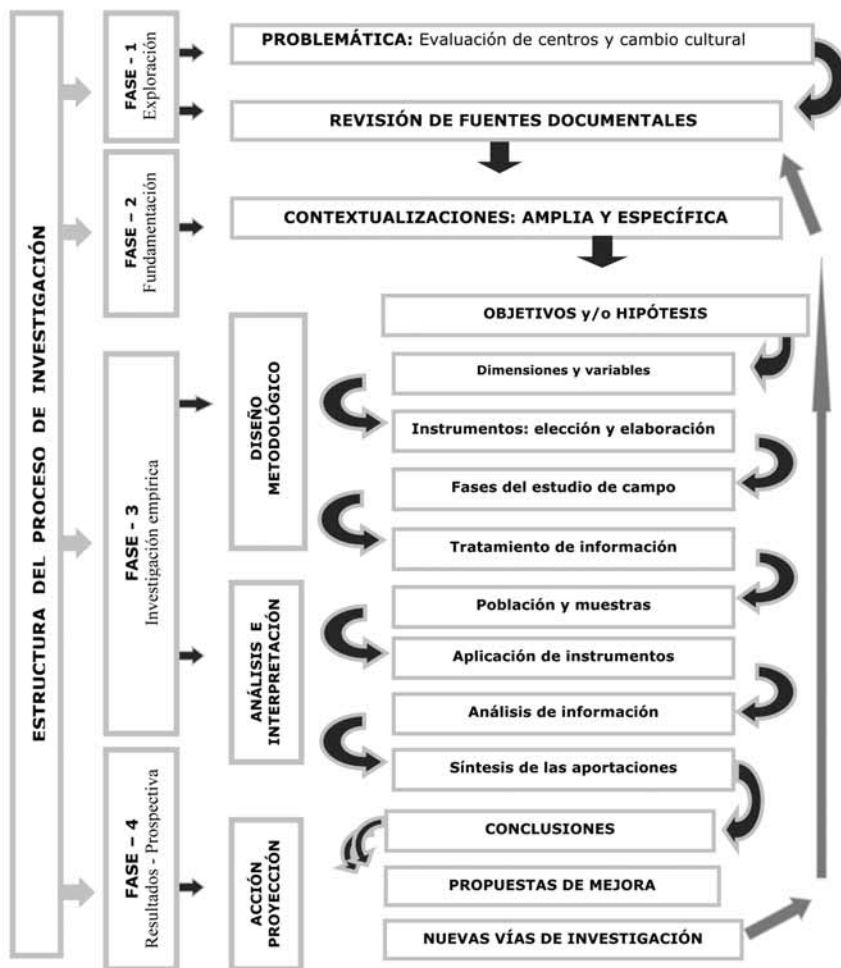 ESTRUCTURA DEL PROCESO DE INVESTIGACIÓN
FASE - 1
Exploración
PROBLEMÁTICA: Evaluación de centros y cambio cultural
REVISIÓN DE FUENTES DOCUMENTALES
FASE - 2
Fundamentación
CONTEXTUALIZACIONES: AMPLIA Y ESPECÍFICA
FASE - 3
Investigación empírica
DISEÑO
METODOLÓGICO
OBJETIVOS y/o HIPÓTESIS
Dimensiones y variables
Instrumentos: elección y elaboración
Fases del estudio de campo
Tratamiento de información
ANÁLISIS E
INTERPRETACIÓN
Población y muestras
Aplicación de instrumentos
Análisis de información
Síntesis de las aportaciones
FASE – 4
Resultados - Prospectiva
ACCIÓN
PROYECCIÓN
CONCLUSIONES
PROPUESTAS DE MEJORA
NUEVAS VÍAS DE INVESTIGACIÓN